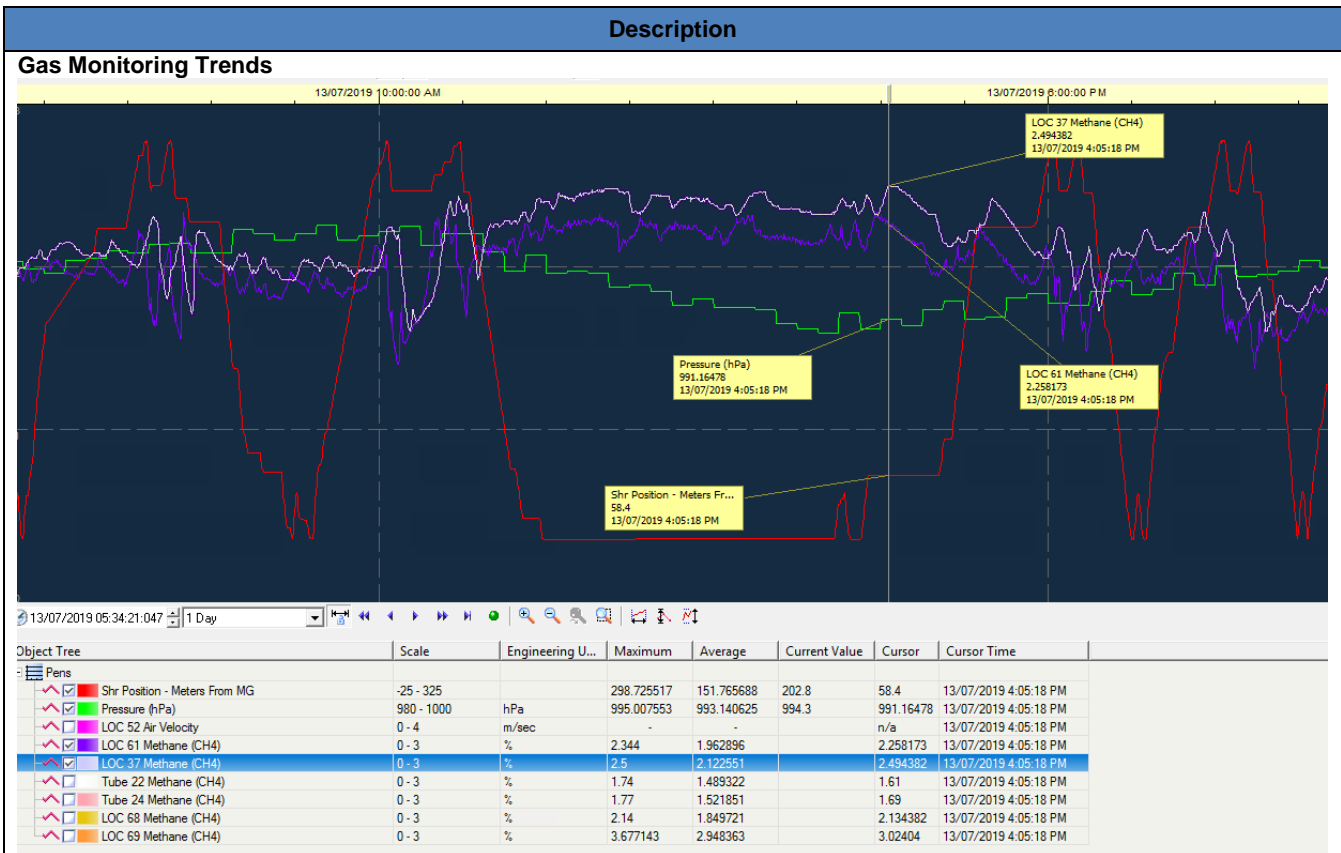 Description
Gas Monitoring Trends
13/07/2019 10:00:00 AM
13/07/2019 6:00:00 PM
LOC 37 Methane (CH4)
2.494382
13/07/2019 4:05:18 PM
Pressure (hPa)
991.16478
13/07/2019 4:05:18 PM
LOC 61 Methane (CH4)
2.258173
13/07/2019 4:05:18 PM
Shr Position - Meters Fr...
58.4
13/07/2019 4:05:18 PM
13/07/2019 05:34:21:047 1 Day
Object Tree Scale Engineering U... Maximum Average Current Value Cursor Cursor Time
Pens
Shr Position - Meters From MG -25 - 325 298.725517 151.765688 202.8 58.4 13/07/2019 4:05:18 PM
Pressure (hPa) 980 - 1000 hPa 995.007553 993.140625 994.3 991.16478 13/07/2019 4:05:18 PM
LOC 52 Air Velocity 0 - 4 m/sec - - n/a 13/07/2019 4:05:18 PM
LOC 61 Methane (CH4) 0 - 3 % 2.344 1.962896 2.258173 13/07/2019 4:05:18 PM
LOC 37 Methane (CH4) 0 - 3 % 2.5 2.122551 2.494382 13/07/2019 4:05:18 PM
Tube 22 Methane (CH4) 0 - 3 % 1.74 1.489322 1.61 13/07/2019 4:05:18 PM
Tube 24 Methane (CH4) 0 - 3 % 1.77 1.521851 1.69 13/07/2019 4:05:18 PM
LOC 68 Methane (CH4) 0 - 3 % 2.14 1.849721 2.134382 13/07/2019 4:05:18 PM
LOC 69 Methane (CH4) 0 - 3 % 3.677143 2.948363 3.02404 13/07/2019 4:05:18 PM